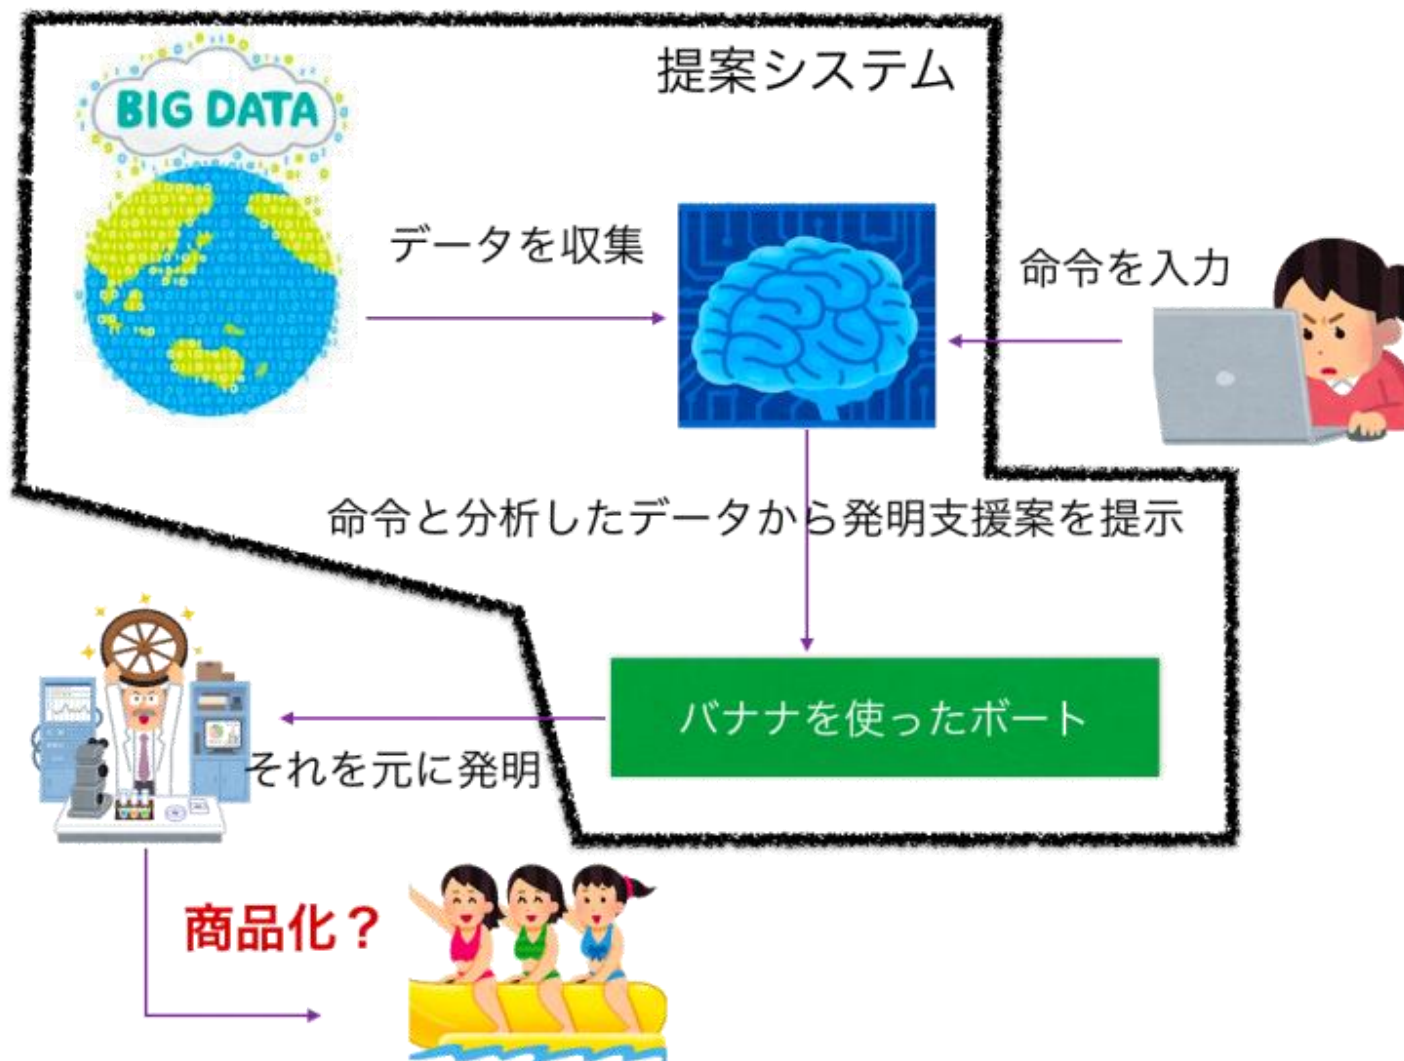 提案システム
BIG DATA
データを収集
命令を入力
命令と分析したデータから発明支援案を提示
バナナを使ったボート
それを元に発明
商品化？